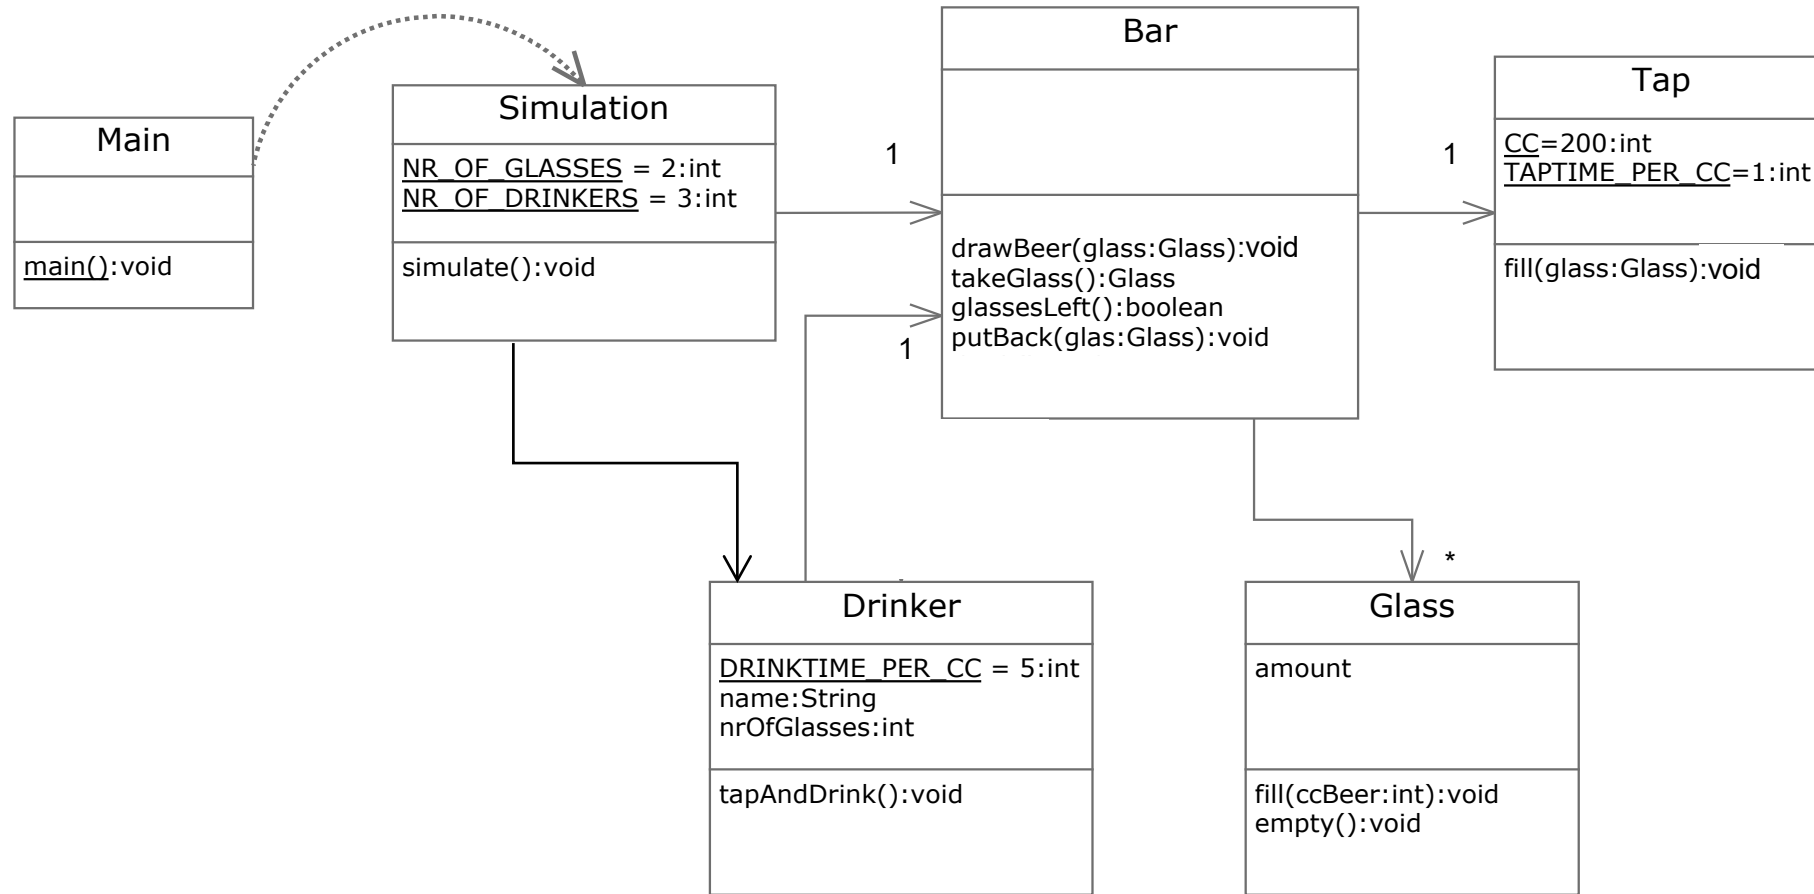 Main
main():void
Simulation
NR_OF_GLASSES = 2:int
NR_OF_DRINKERS = 3:int
simulate():void
1
Bar
drawBeer(glass:Glass):void
takeGlass():Glass
glassesLeft():boolean
putBack(glas:Glass):void
1
1
Tap
CC=200:int
TAPTIME_PER_CC=1:int
fill(glass:Glass):void
Drinker
DRINKTIME_PER_CC = 5:int
name:String
nrOfGlasses:int
tapAndDrink():void
*
Glass
amount
fill(ccBeer:int):void
empty():void